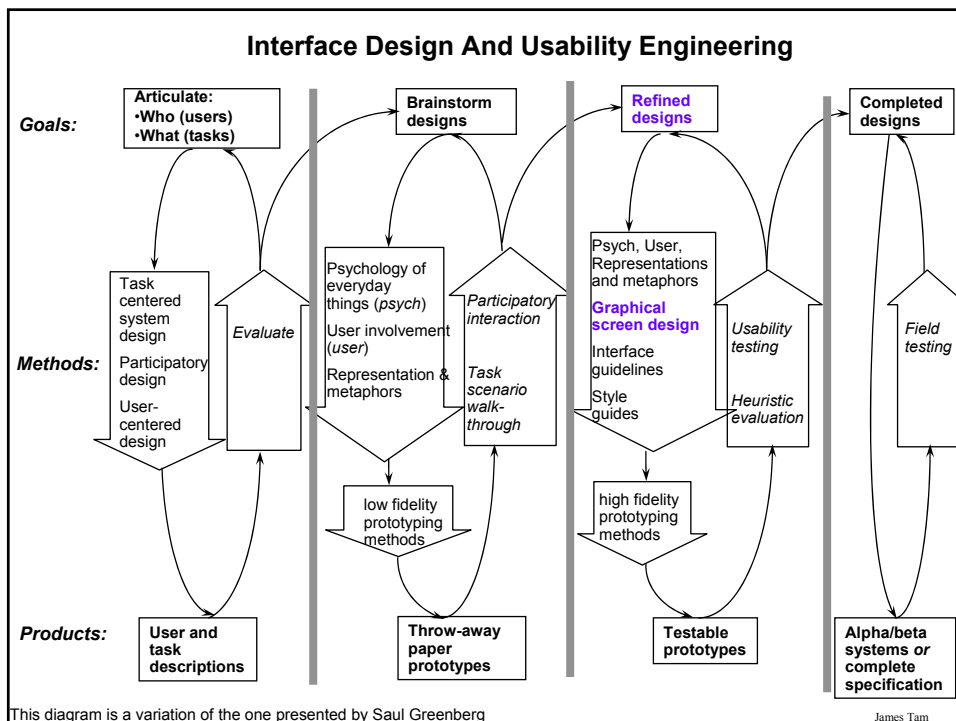 Interface Design And Usability Engineering
Goals:
Articulate:
•Who (users)
•What (tasks)
Brainstorm
designs
Refined
designs
Completed
designs
Methods:
Task
centered
system
design
Participatory
design
User-
centered
design
Evaluate
Psychology of
everyday
things (psych)
User involvement
(user)
Representation &
metaphors
low fidelity
prototyping
methods
Participatory
interaction
Task
scenario
walk-
through
Psych, User,
Representations
and metaphors
Graphical
screen design
Interface
guidelines
Style
guides
high fidelity
prototyping
methods
Usability
testing
Heuristic
evaluation
Field
testing
Products:
User and
task
descriptions
Throw-away
paper
prototypes
Testable
prototypes
Alpha/beta
systems or
complete
specification
This diagram is a variation of the one presented by Saul Greenberg
James Tam